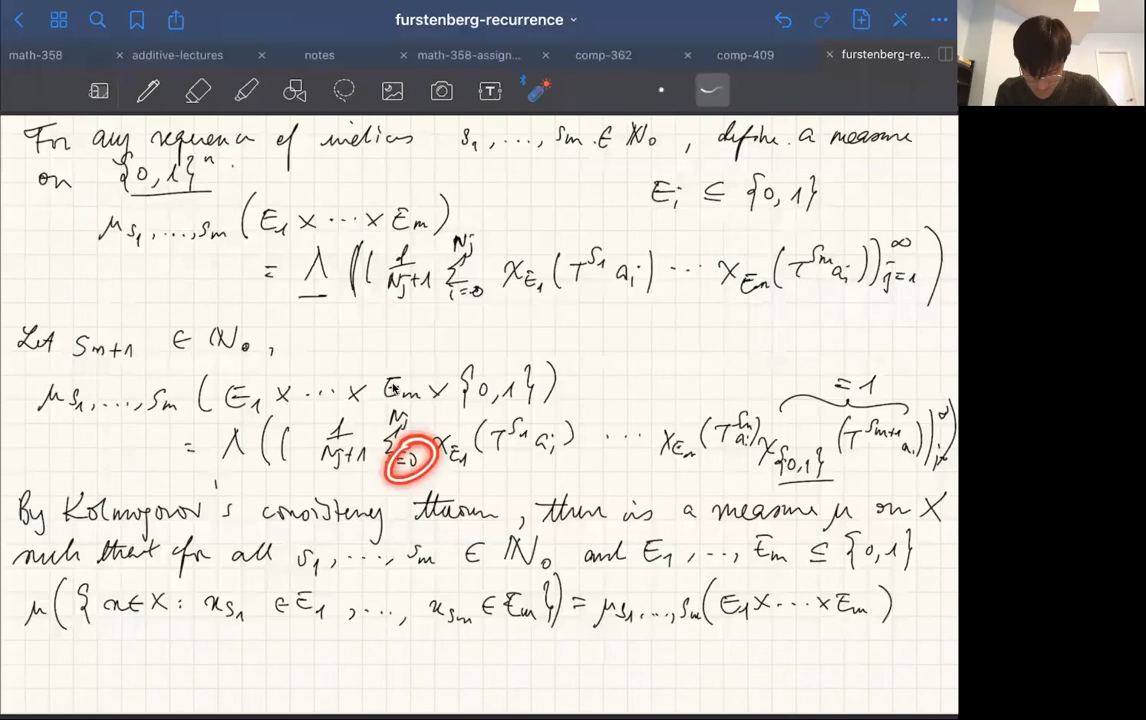 furstenberg-recurrence
math-358
additive-lectures
notes
math-358-assign...
comp-362
comp-409
furstenberg-re...
For any sequence of indices s₁, ..., sₘ ∈ ℕ₀, define a measure
on {0,1}ⁿ.
Eᵢ ⊆ {0,1}
μ s₁,...,sₘ (E₁ × ⋯ × Eₘ)
= Λ (( 1/(Nj+1) Σ_{i=0}^{Nj} χ_{E₁}(T^{s₁} aᵢ) ⋯ χ_{Eₘ}(T^{sₘ} aᵢ))_{j=1}^∞)
Let sₘ₊₁ ∈ ℕ₀,
μ s₁,...,sₘ (E₁ × ⋯ × Eₘ × {0,1})
= 1
= λ (( 1/(Nj+1) Σ_{=0}^{Nj} χ_{E₁}(T^{s₁} aᵢ) ⋯ χ_{Eₘ}(T^{sₘ} aᵢ) χ_{{0,1}}(T^{sₘ₊₁} aᵢ))_{j=1}^∞)
By Kolmogorov's consistency theorem, there is a measure μ on X
such that for all s₁, ..., sₘ ∈ ℕ₀ and E₁, ..., Eₘ ⊆ {0,1}
μ({x∈X : x_{s₁} ∈ E₁, ..., x_{sₘ} ∈ Eₘ}) = μ s₁,...,sₘ(E₁ × ⋯ × Eₘ)